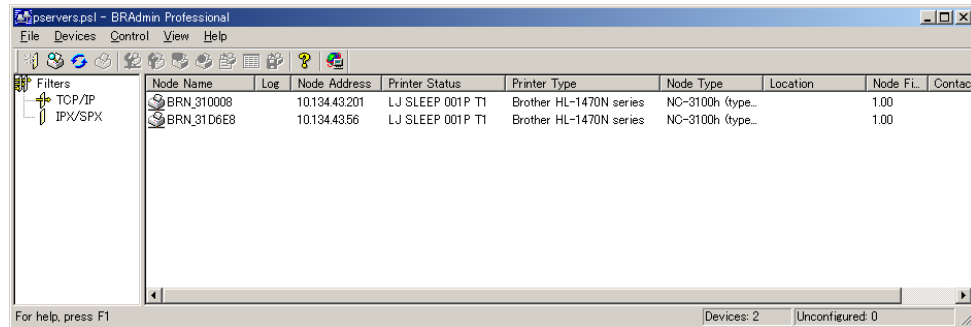 pservers.psl - BRAdmin Professional
File Devices Control View Help
Filters
TCP/IP
IPX/SPX
Node Name Log Node Address Printer Status Printer Type Node Type Location Node Fi... Contac
BRN_310008 10.134.43.201 LJ SLEEP 001P T1 Brother HL-1470N series NC-3100h (type... 1.00
BRN_31D6E8 10.134.43.56 LJ SLEEP 001P T1 Brother HL-1470N series NC-3100h (type... 1.00
For help, press F1 Devices: 2 Unconfigured: 0